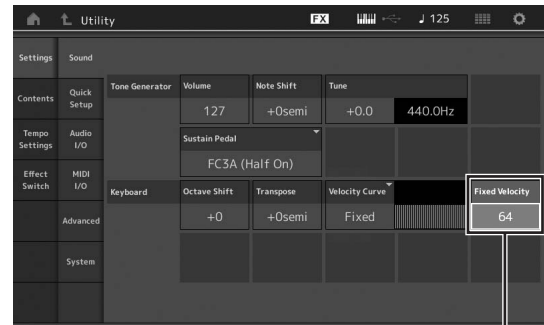 Utility FX ♩ 125
Settings Sound
Contents Quick Setup
Tempo Settings Audio I/O
Effect Switch MIDI I/O
Advanced
System
Tone Generator Volume Note Shift Tune
127 +0semi +0.0 440.0Hz
Sustain Pedal
FC3A (Half On)
Keyboard Octave Shift Transpose Velocity Curve Fixed Velocity
+0 +0semi Fixed 64